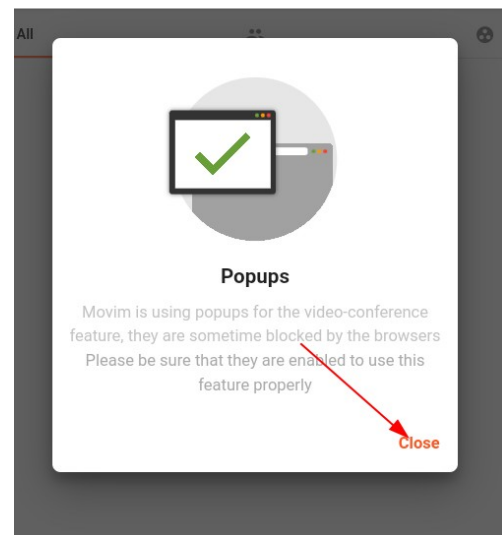 All
Popups
Movim is using popups for the video-conference
feature, they are sometime blocked by the browsers
Please be sure that they are enabled to use this
feature properly
Close